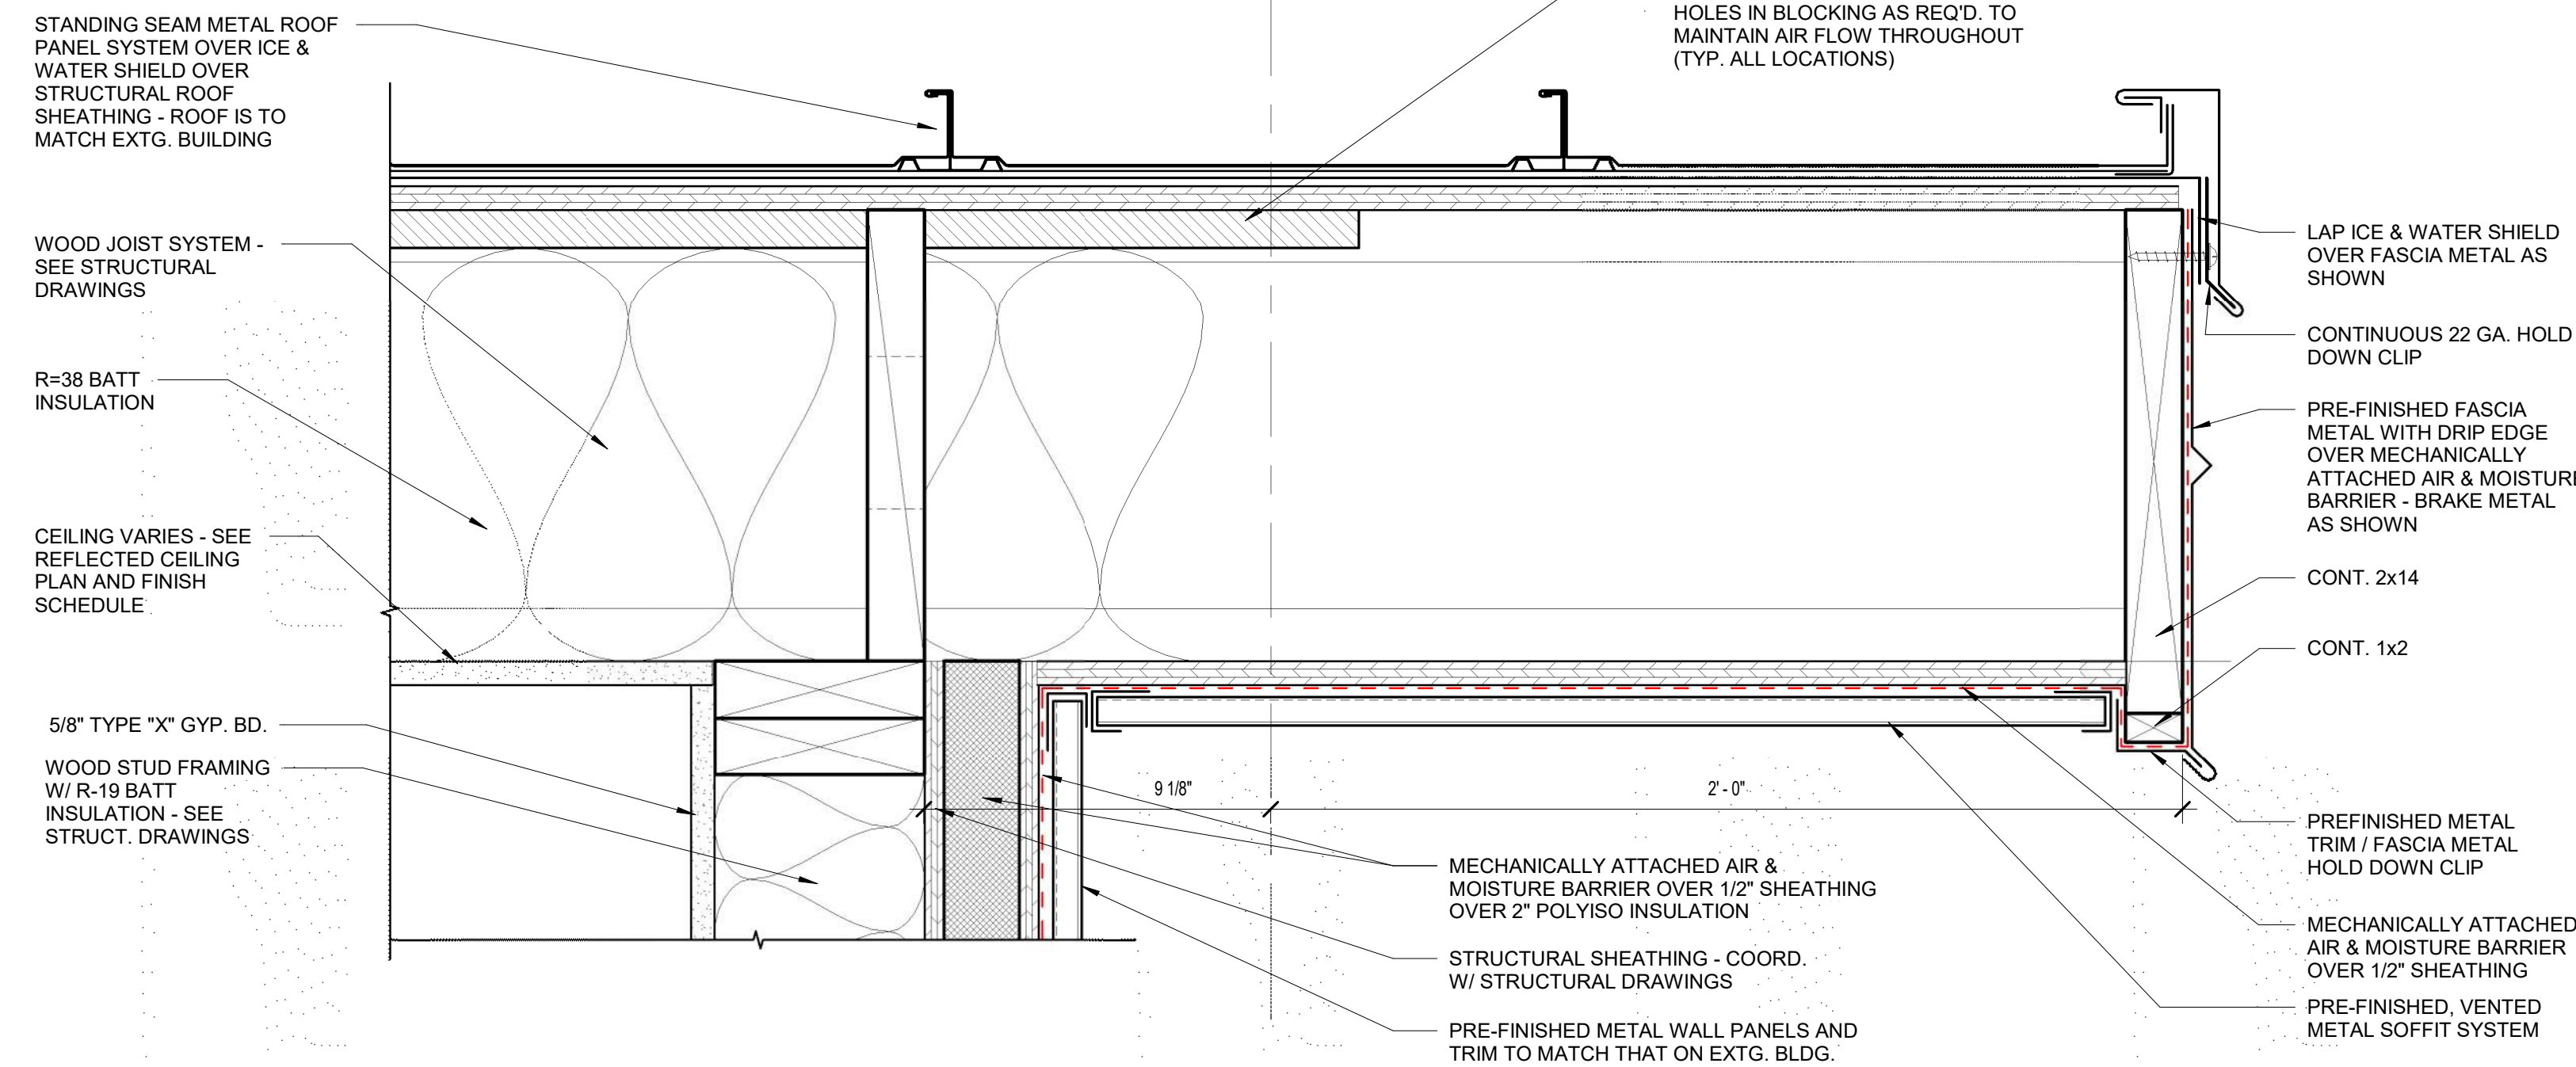 STANDING SEAM METAL ROOF
PANEL SYSTEM OVER ICE &
WATER SHIELD OVER
STRUCTURAL ROOF
SHEATHING - ROOF IS TO
MATCH EXTG. BUILDING
WOOD JOIST SYSTEM -
SEE STRUCTURAL
DRAWINGS
R=38 BATT
INSULATION
CEILING VARIES - SEE
REFLECTED CEILING
PLAN AND FINISH
SCHEDULE
5/8" TYPE "X" GYP. BD.
WOOD STUD FRAMING
W/ R-19 BATT
INSULATION - SEE
STRUCT. DRAWINGS
HOLES IN BLOCKING AS REQ'D. TO
MAINTAIN AIR FLOW THROUGHOUT
(TYP. ALL LOCATIONS)
9 1/8"
2' - 0"
MECHANICALLY ATTACHED AIR &
MOISTURE BARRIER OVER 1/2" SHEATHING
OVER 2" POLYISO INSULATION
STRUCTURAL SHEATHING - COORD.
W/ STRUCTURAL DRAWINGS
PRE-FINISHED METAL WALL PANELS AND
TRIM TO MATCH THAT ON EXTG. BLDG.
LAP ICE & WATER SHIELD
OVER FASCIA METAL AS
SHOWN
CONTINUOUS 22 GA. HOLD
DOWN CLIP
PRE-FINISHED FASCIA
METAL WITH DRIP EDGE
OVER MECHANICALLY
ATTACHED AIR & MOISTURE
BARRIER - BRAKE METAL
AS SHOWN
CONT. 2x14
CONT. 1x2
PREFINISHED METAL
TRIM / FASCIA METAL
HOLD DOWN CLIP
MECHANICALLY ATTACHED
AIR & MOISTURE BARRIER
OVER 1/2" SHEATHING
PRE-FINISHED, VENTED
METAL SOFFIT SYSTEM